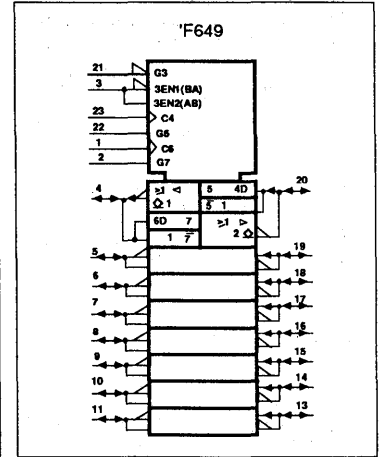 'F649
21 G3
3 3EN1(BA)
3EN2(AB)
23 C4
22 G5
1 C6
2 G7
4 ≥1 5 4D 20
1 5 1
6D 7 ≥1
1 7 2
5 19
6 18
7 17
8 16
9 15
10 14
11 13